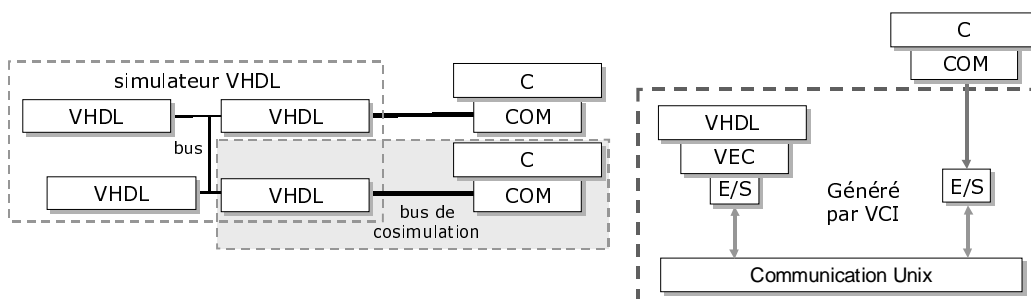 simulateur VHDL
VHDL
VHDL
C
COM
bus
VHDL
VHDL
C
COM
bus de
cosimulation
C
COM
VHDL
VEC
E/S
E/S
Généré
par VCI
Communication Unix